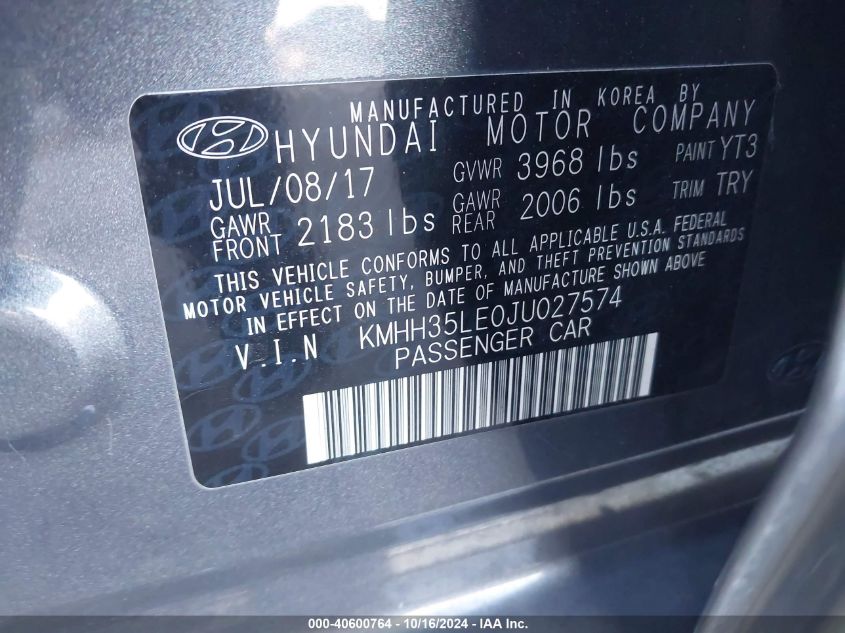 MANUFACTURED IN KOREA BY
HYUNDAI MOTOR COMPANY
JUL/08/17 GVWR 3968 lbs PAINT YT3
GAWR FRONT 2183 lbs GAWR REAR 2006 lbs TRIM TRY
THIS VEHICLE CONFORMS TO ALL APPLICABLE U.S.A. FEDERAL
MOTOR VEHICLE SAFETY, BUMPER, AND THEFT PREVENTION STANDARDS
IN EFFECT ON THE DATE OF MANUFACTURE SHOWN ABOVE
V.I.N KMHH35LE0JU027574
PASSENGER CAR
000-40600764 - 10/16/2024 - IAA Inc.